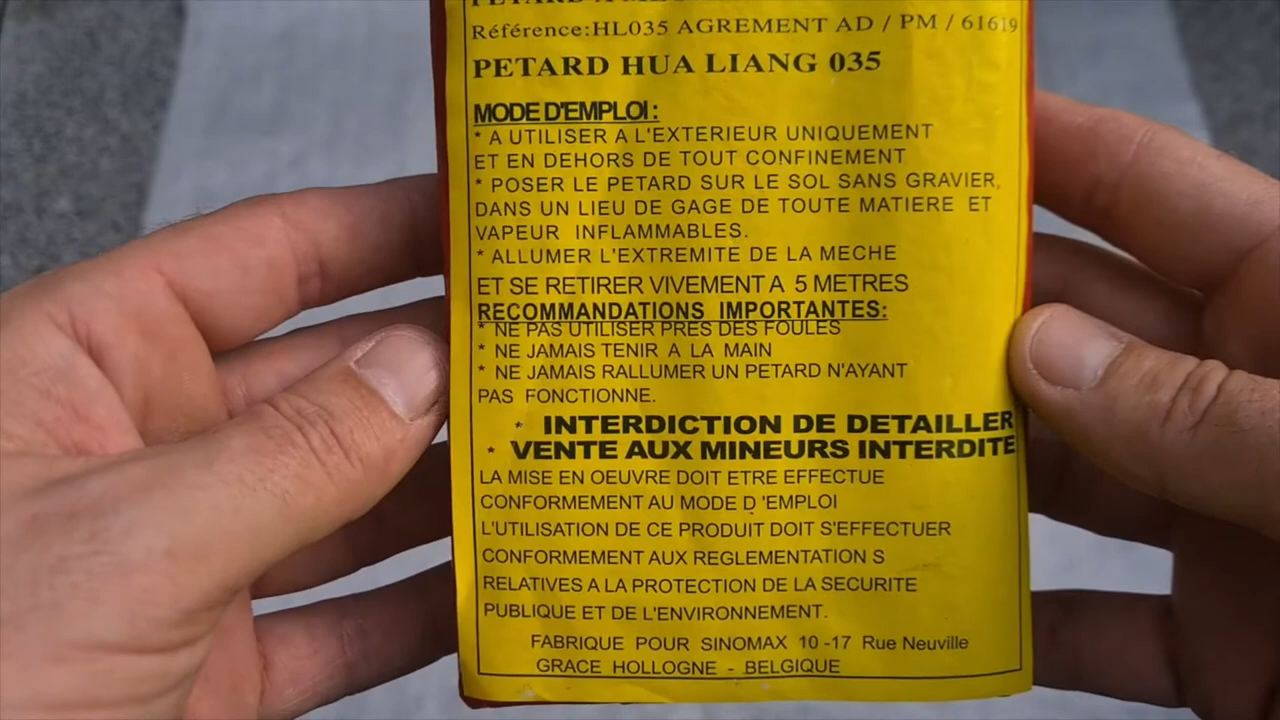 Référence:HL035 AGREMENT AD / PM / 61619
PETARD HUA LIANG 035
MODE D'EMPLOI :
* A UTILISER A L'EXTERIEUR UNIQUEMENT
ET EN DEHORS DE TOUT CONFINEMENT
* POSER LE PETARD SUR LE SOL SANS GRAVIER,
DANS UN LIEU DE GAGE DE TOUTE MATIERE ET
VAPEUR INFLAMMABLES.
* ALLUMER L'EXTREMITE DE LA MECHE
ET SE RETIRER VIVEMENT A 5 METRES
RECOMMANDATIONS IMPORTANTES:
* NE PAS UTILISER PRES DES FOULES
* NE JAMAIS TENIR A LA MAIN
* NE JAMAIS RALLUMER UN PETARD N'AYANT
PAS FONCTIONNE.
* INTERDICTION DE DETAILLER
* VENTE AUX MINEURS INTERDITE
LA MISE EN OEUVRE DOIT ETRE EFFECTUE
CONFORMEMENT AU MODE D 'EMPLOI
L'UTILISATION DE CE PRODUIT DOIT S'EFFECTUER
CONFORMEMENT AUX REGLEMENTATION S
RELATIVES A LA PROTECTION DE LA SECURITE
PUBLIQUE ET DE L'ENVIRONNEMENT.
FABRIQUE POUR SINOMAX 10 -17 Rue Neuville
GRACE HOLLOGNE - BELGIQUE